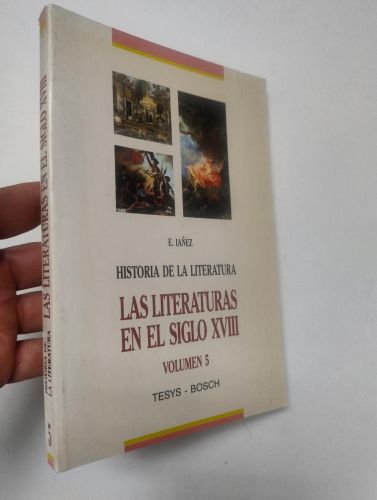 E. IAÑEZ
HISTORIA DE LA LITERATURA
LAS LITERATURAS
EN EL SIGLO XVIII
VOLUMEN 5
TESYS - BOSCH
HISTORIA DE
LA LITERATURA
LAS LITERATURAS EN EL SIGLO XVIII